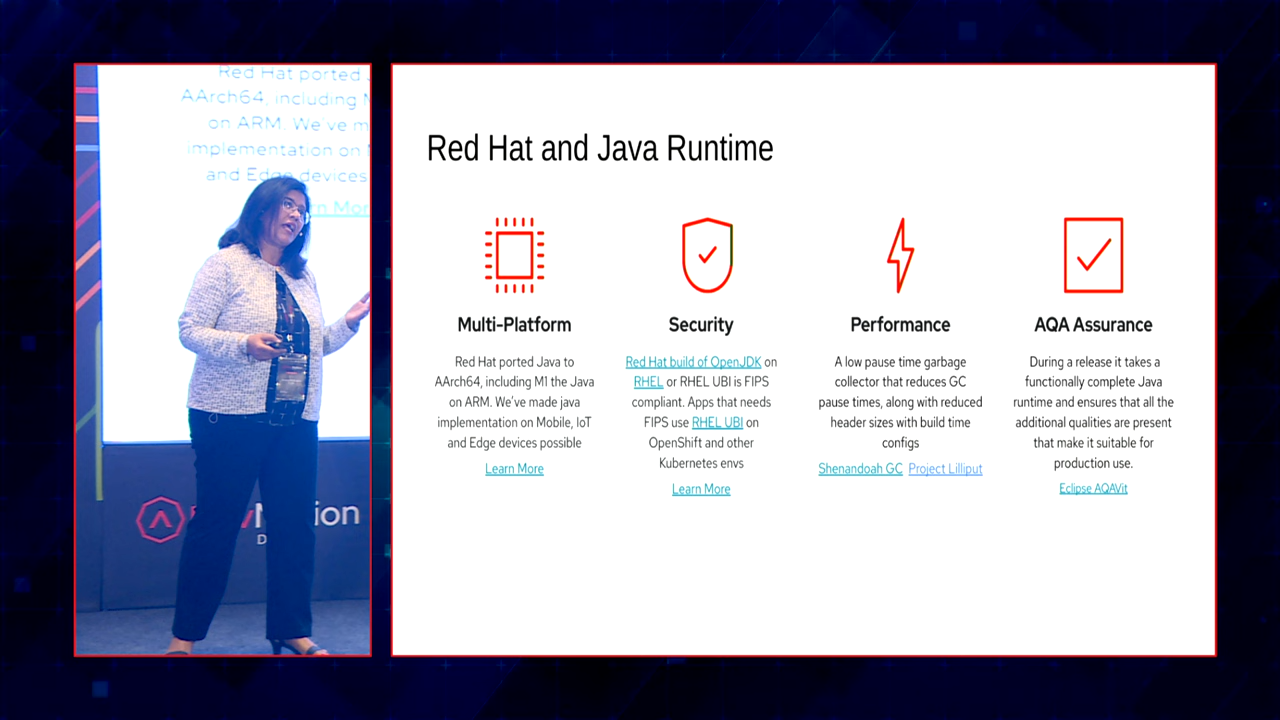 Red Hat ported
AArch64, including
on ARM. We've
implementation on
and Edge devices
Red Hat and Java Runtime
Multi-Platform
Red Hat ported Java to
AArch64, including M1 the Java
on ARM. We've made java
implementation on Mobile, IoT
and Edge devices possible
Learn More
Security
Red Hat build of OpenJDK on
RHEL or RHEL UBI is FIPS
compliant. Apps that needs
FIPS use RHEL UBI on
OpenShift and other
Kubernetes envs
Learn More
Performance
A low pause time garbage
collector that reduces GC
pause times, along with reduced
header sizes with build time
configs
Shenandoah GC Project Lilliput
AQA Assurance
During a release it takes a
functionally complete Java
runtime and ensures that all the
additional qualities are present
that make it suitable for
production use.
Eclipse AQAVit